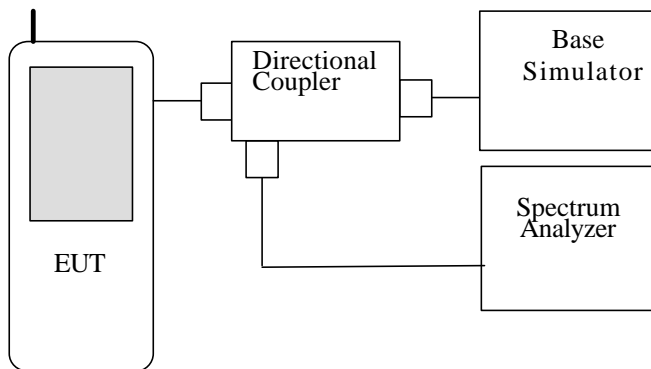 Directional
Coupler
Base
Simulator
Spectrum
Analyzer
EUT